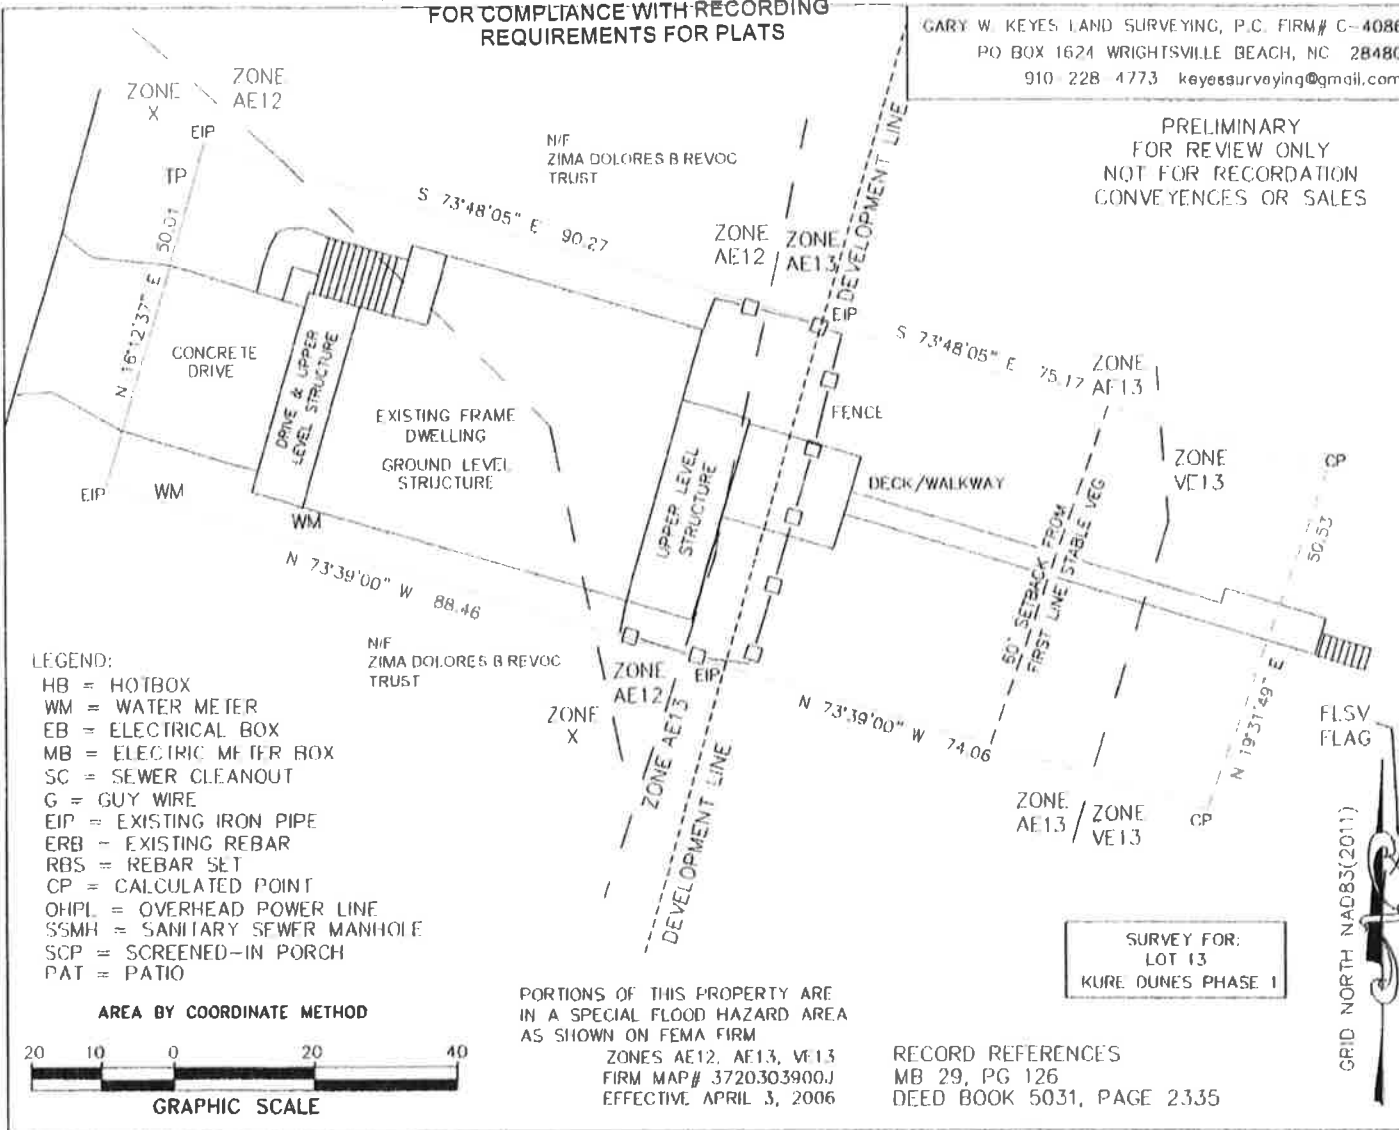 FOR COMPLIANCE WITH RECORDING
REQUIREMENTS FOR PLATS
GARY W. KEYES LAND SURVEYING, P.C. FIRM# C-4086
PO BOX 1624 WRIGHTSVILLE BEACH, NC 28480
910 228 4773 keyessurveying@gmail.com
PRELIMINARY
FOR REVIEW ONLY
NOT FOR RECORDATION
CONVEYENCES OR SALES
ZONE
X
ZONE
AE12
EIP
TP
N/F
ZIMA DOLORES B REVOC
TRUST
S 73°48'05" E 90.27
ZONE
AE12
ZONE
AE13
DEVELOPMENT LINE
EIP
S 73°48'05" E 75.17
ZONE
AE13
ZONE
VE13
CP
N 16°12'37" E 50.01
CONCRETE
DRIVE
DRIVE & UPPER
LEVEL STRUCTURE
EXISTING FRAME
DWELLING
GROUND LEVEL
STRUCTURE
UPPER LEVEL
STRUCTURE
FENCE
DECK/WALKWAY
60' SETBACK FROM
FIRST LINE STABLE VEG
N 19°31'49" E 50.53
EIP
WM
WM
N 73°39'00" W 88.46
N/F
ZIMA DOLORES B REVOC
TRUST
ZONE
AE12
EIP
ZONE
X
ZONE AE13
DEVELOPMENT LINE
N 73°39'00" W 74.06
ZONE
AE13
ZONE
VE13
CP
FLSV
FLAG
LEGEND:
HB = HOTBOX
WM = WATER METER
EB = ELECTRICAL BOX
MB = ELECTRIC METER BOX
SC = SEWER CLEANOUT
G = GUY WIRE
EIP = EXISTING IRON PIPE
ERB = EXISTING REBAR
RBS = REBAR SET
CP = CALCULATED POINT
OHPL = OVERHEAD POWER LINE
SSMH = SANITARY SEWER MANHOLE
SCP = SCREENED-IN PORCH
PAT = PATIO
AREA BY COORDINATE METHOD
20 10 0 20 40
GRAPHIC SCALE
PORTIONS OF THIS PROPERTY ARE
IN A SPECIAL FLOOD HAZARD AREA
AS SHOWN ON FEMA FIRM
ZONES AE12, AE13, VE13
FIRM MAP# 3720303900J
EFFECTIVE APRIL 3, 2006
RECORD REFERENCES
MB 29, PG 126
DEED BOOK 5031, PAGE 2335
SURVEY FOR:
LOT 13
KURE DUNES PHASE 1
GRID NORTH NAD83(2011)